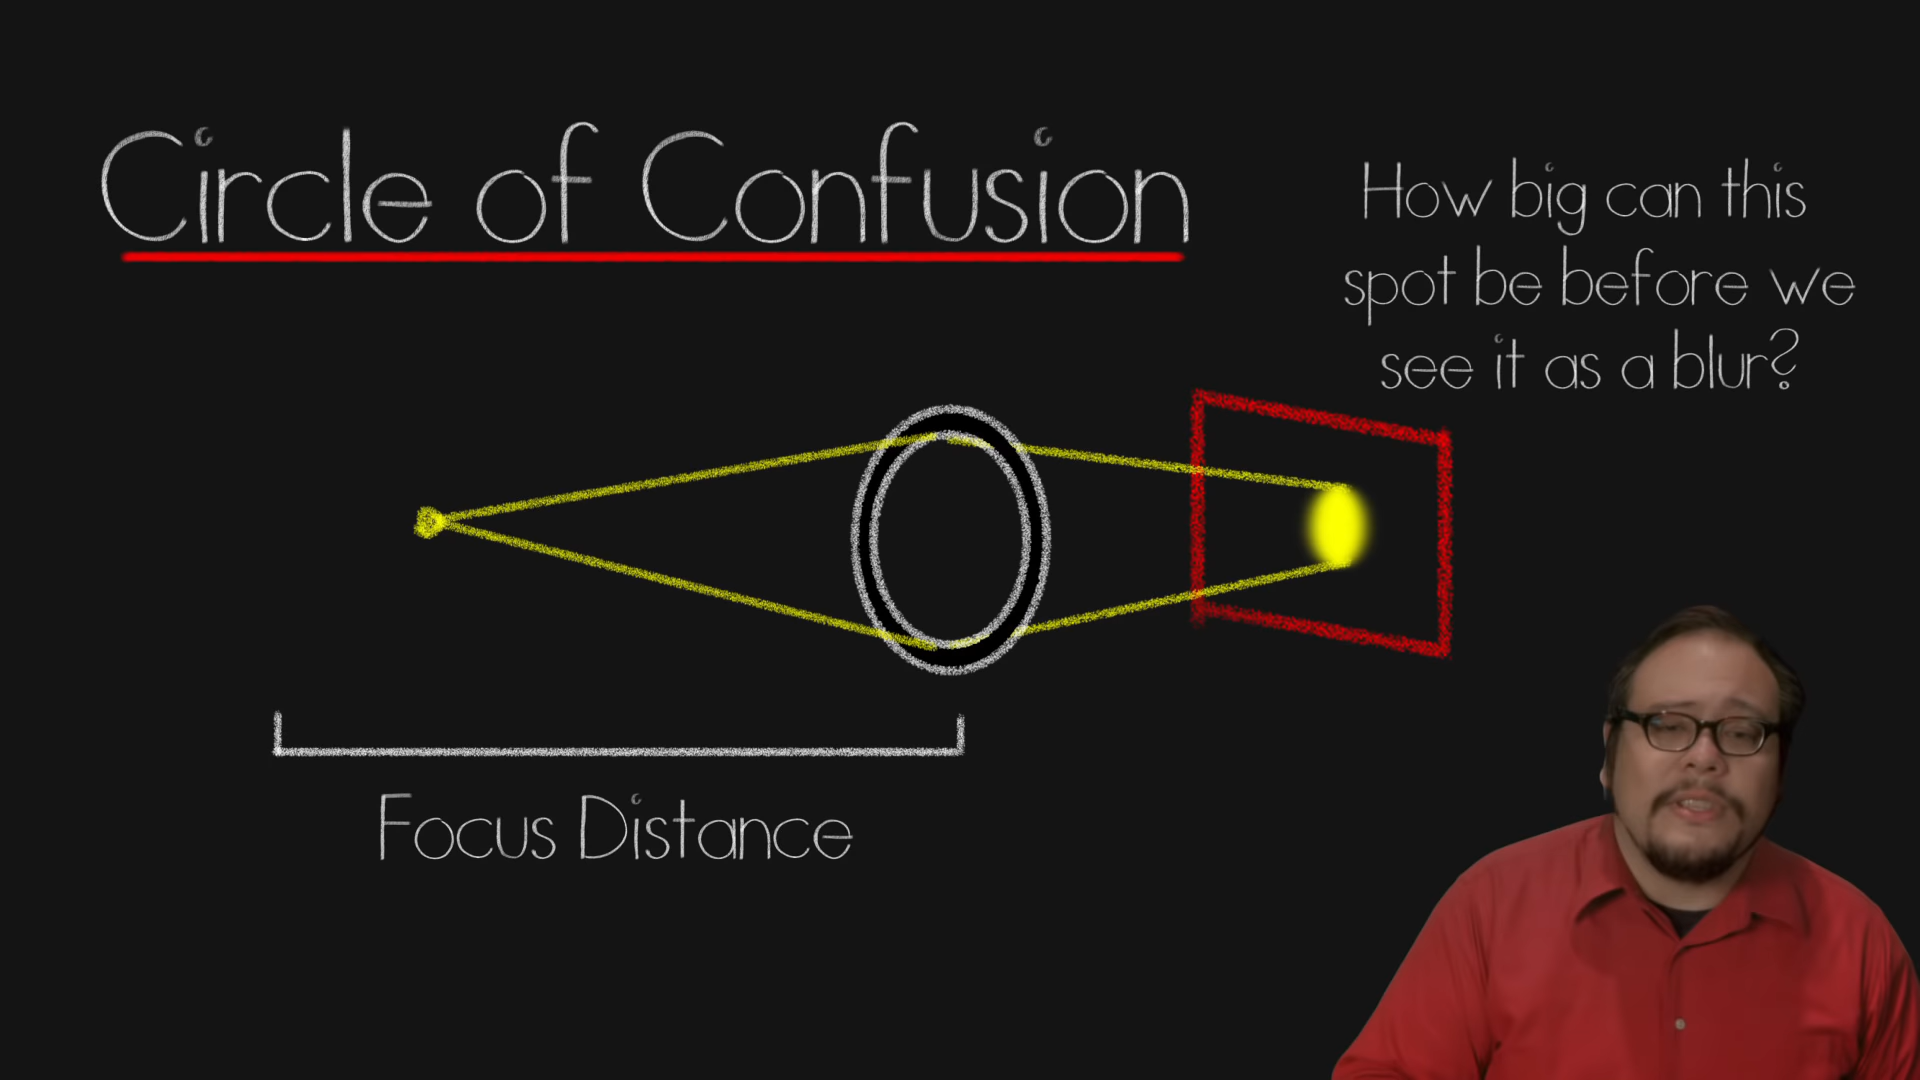 Circle of Confusion
How big can this
spot be before we
see it as a blur?
Focus Distance